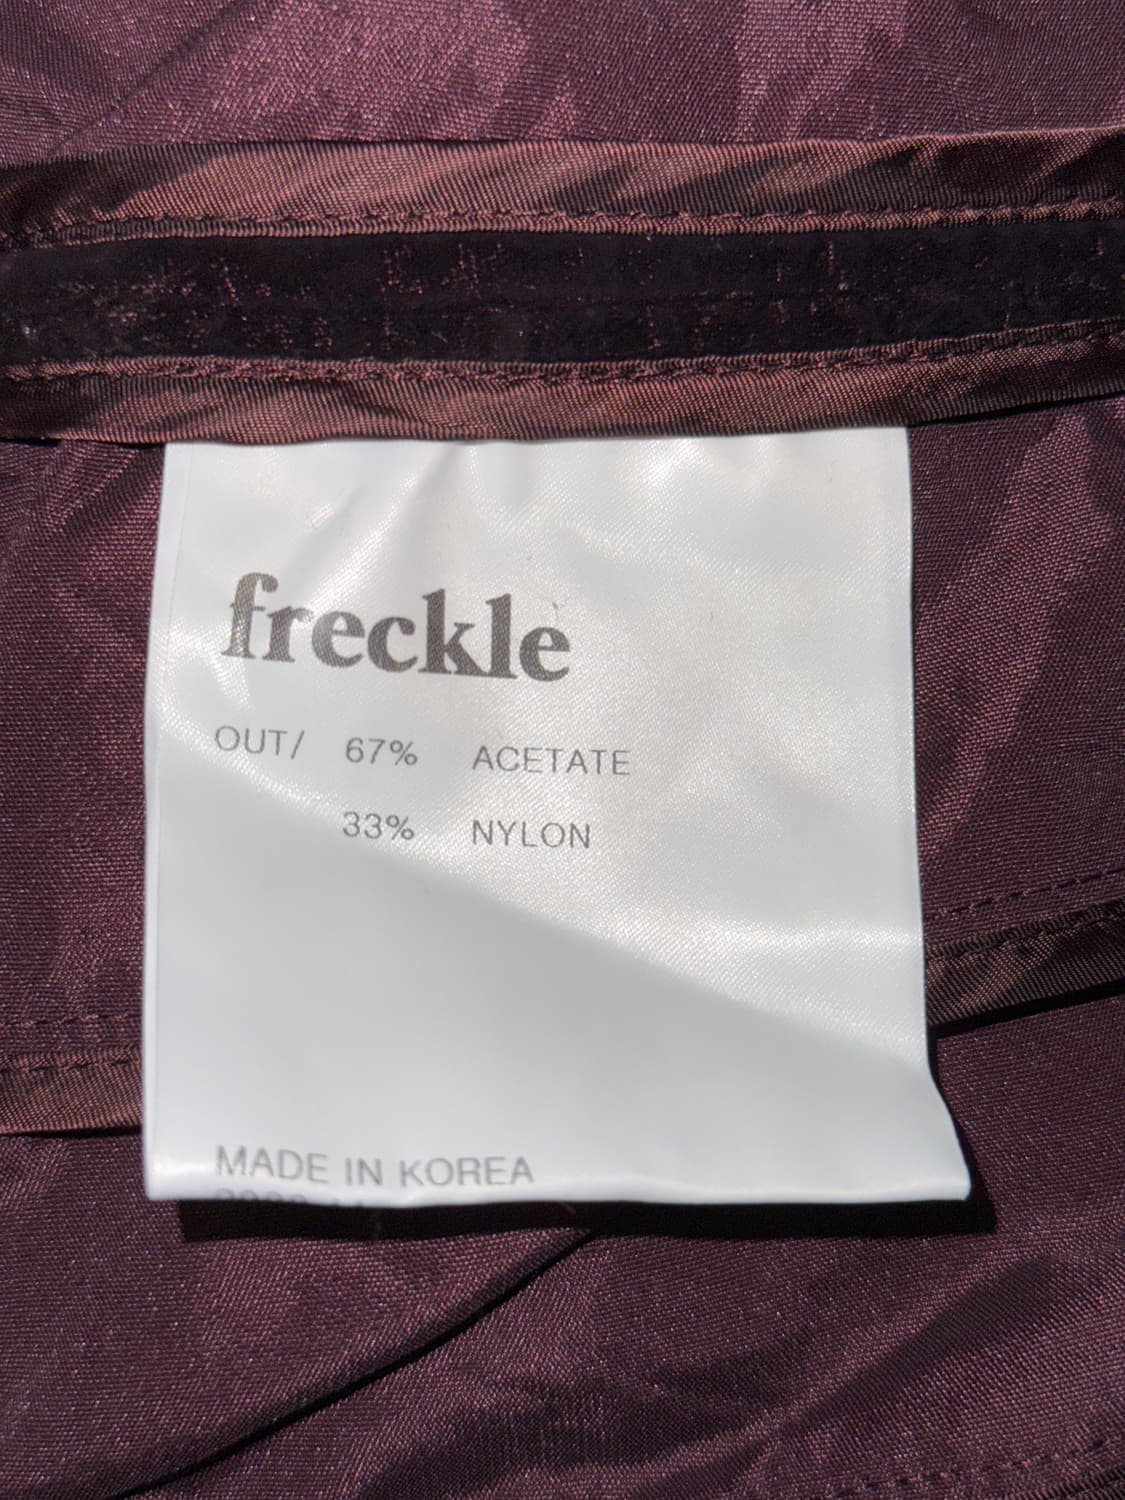 freckle
OUT/ 67% ACETATE
33% NYLON
MADE IN KOREA